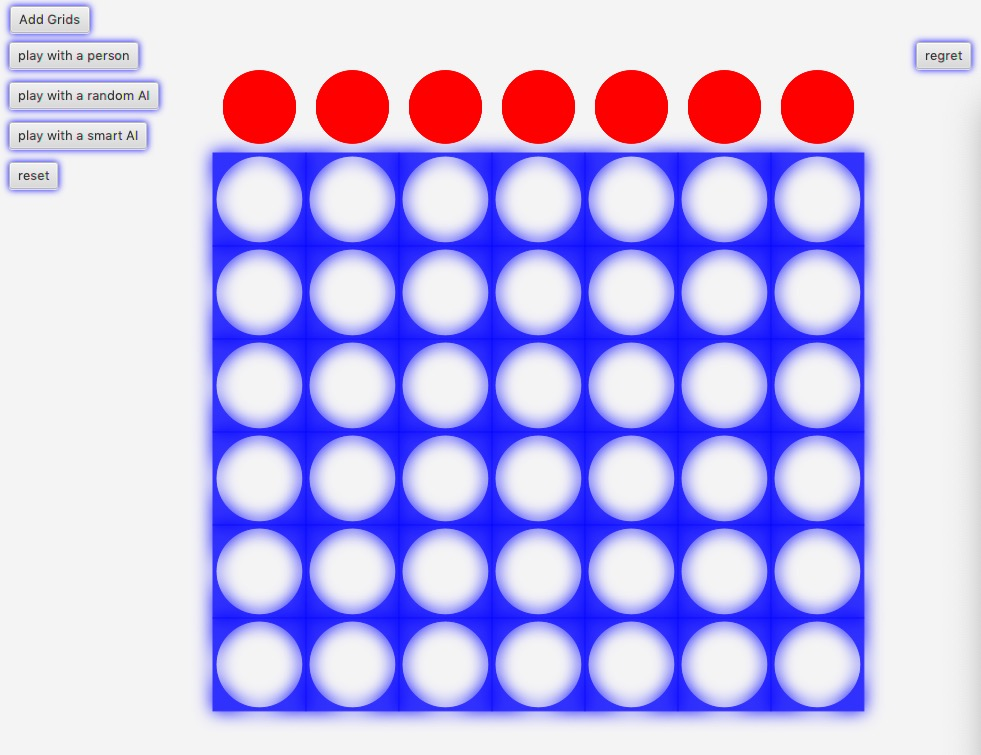 Add Grids
play with a person
regret
play with a random AI
play with a smart AI
reset